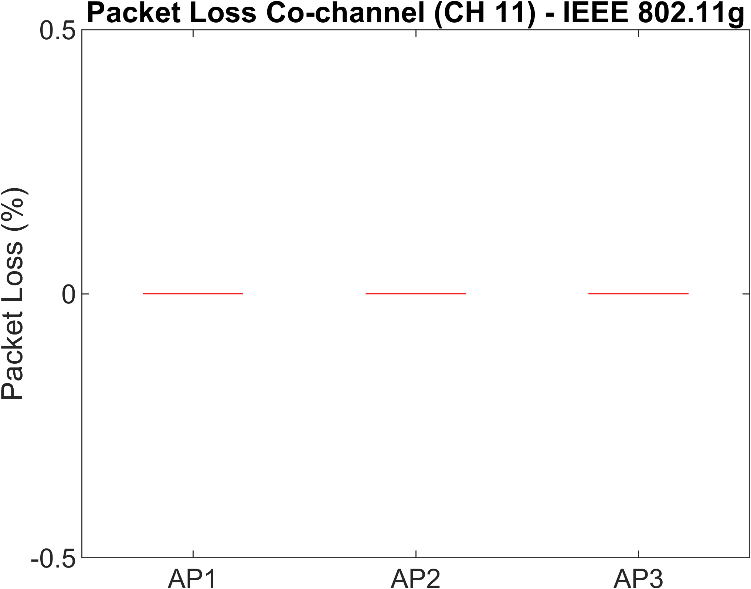 Packet Loss Co-channel (CH 11) - IEEE 802.11g
0.5
0
-0.5
Packet Loss (%)
AP1
AP2
AP3